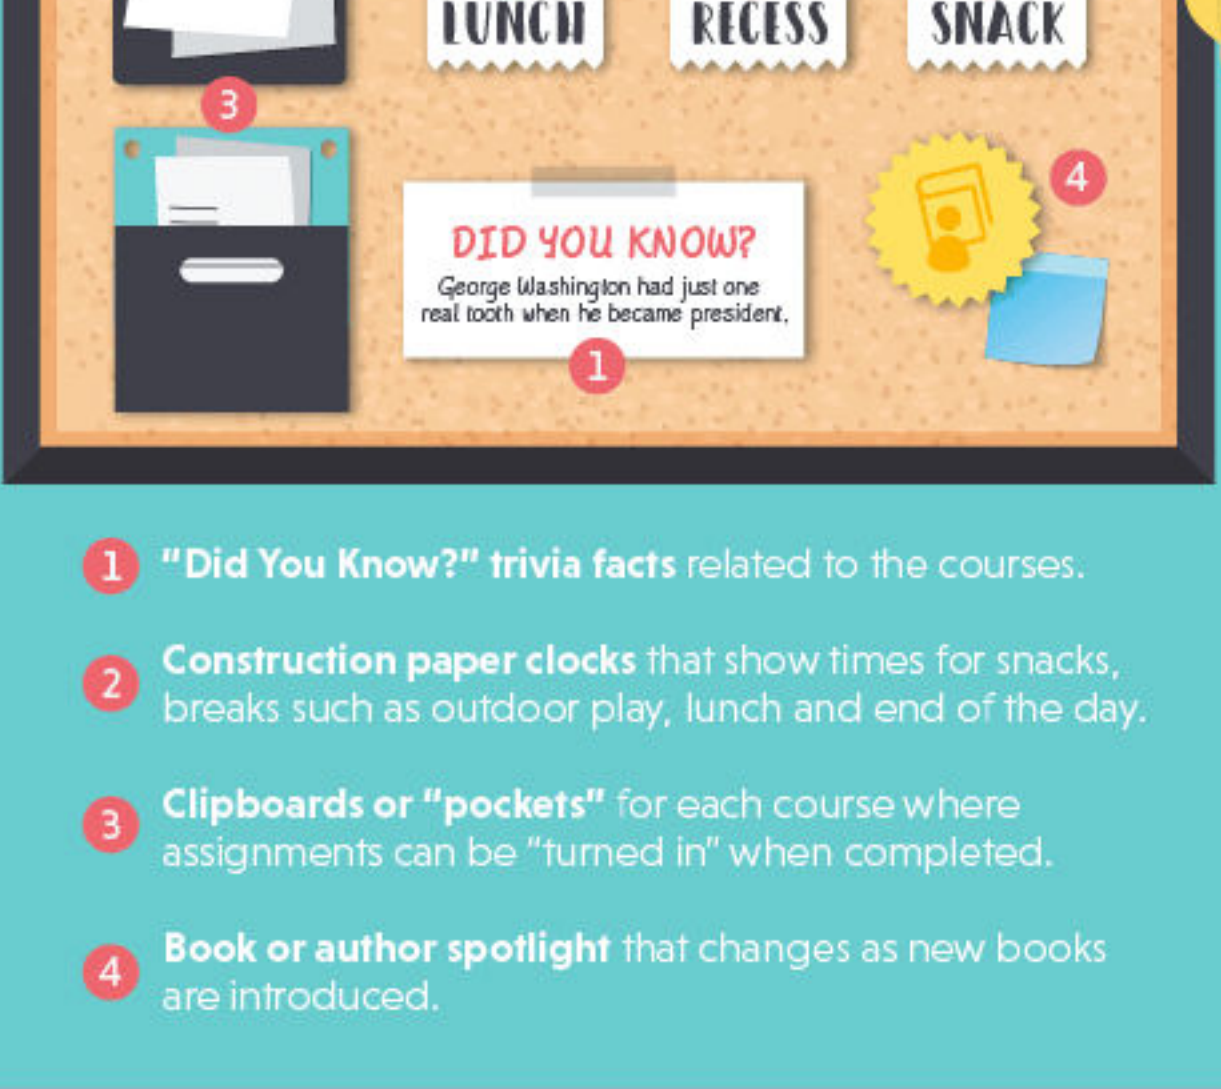 LUNCH
RECESS
SNACK
3
4
DID YOU KNOW?
George Washington had just one
real tooth when he became president.
1
1 “Did You Know?” trivia facts related to the courses.
2 Construction paper clocks that show times for snacks,
breaks such as outdoor play, lunch and end of the day.
3 Clipboards or “pockets” for each course where
assignments can be “turned in” when completed.
4 Book or author spotlight that changes as new books
are introduced.